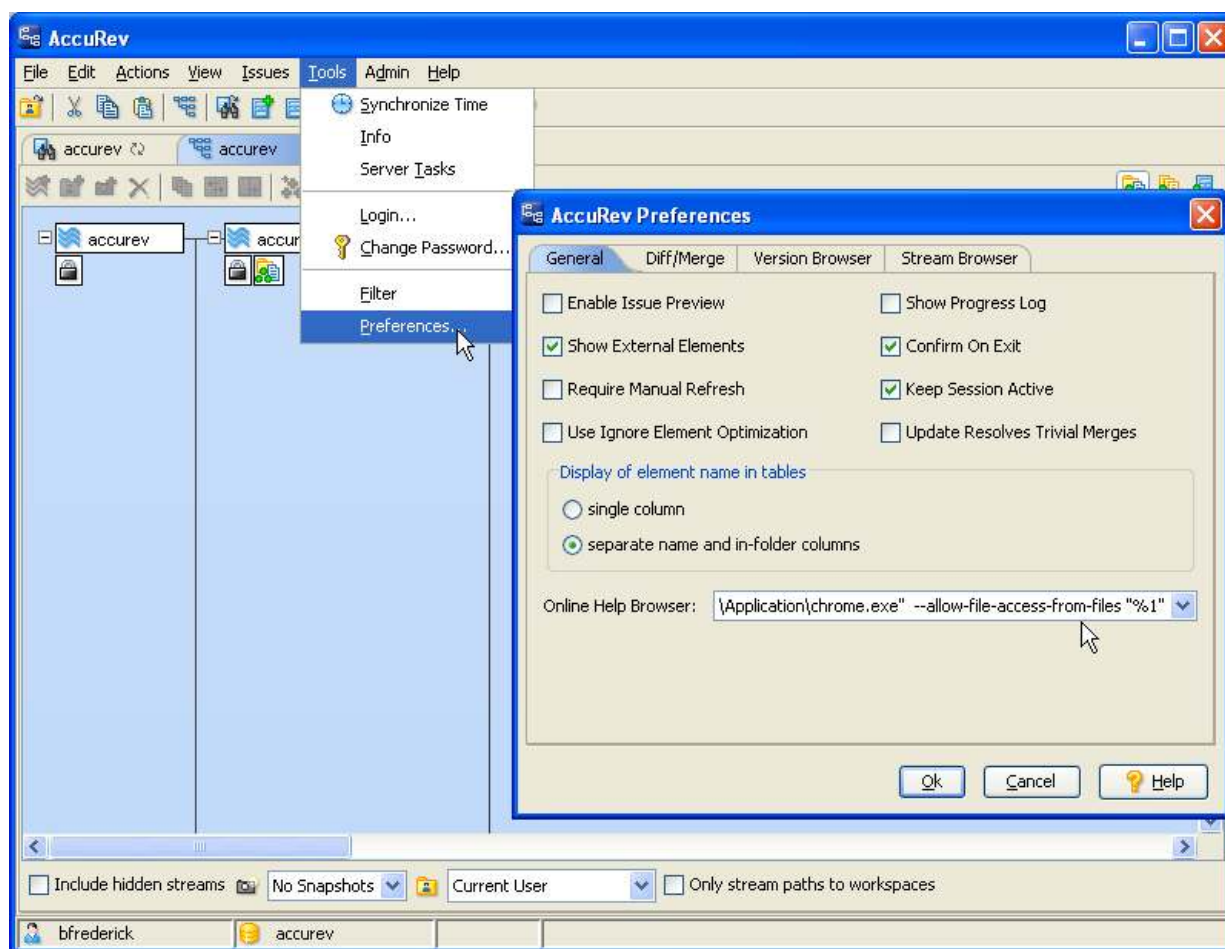 AccuRev
File Edit Actions View Issues Tools Admin Help
Synchronize Time
Info
Server Tasks
Login...
Change Password...
Filter
Preferences...
accurev accurev
accurev accur
AccuRev Preferences
General Diff/Merge Version Browser Stream Browser
Enable Issue Preview Show Progress Log
Show External Elements Confirm On Exit
Require Manual Refresh Keep Session Active
Use Ignore Element Optimization Update Resolves Trivial Merges
Display of element name in tables
single column
separate name and in-folder columns
Online Help Browser: \Application\chrome.exe" --allow-file-access-from-files "%1"
Ok Cancel Help
Include hidden streams No Snapshots Current User Only stream paths to workspaces
bfrederick accurev